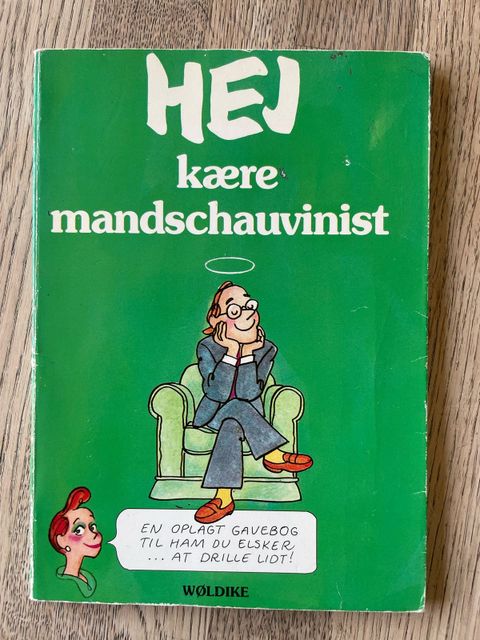 HEJ
kære
mandschauvinist
EN OPLAGT GAVEBOG
TIL HAM DU ELSKER
... AT DRILLE LIDT!
WØLDIKE